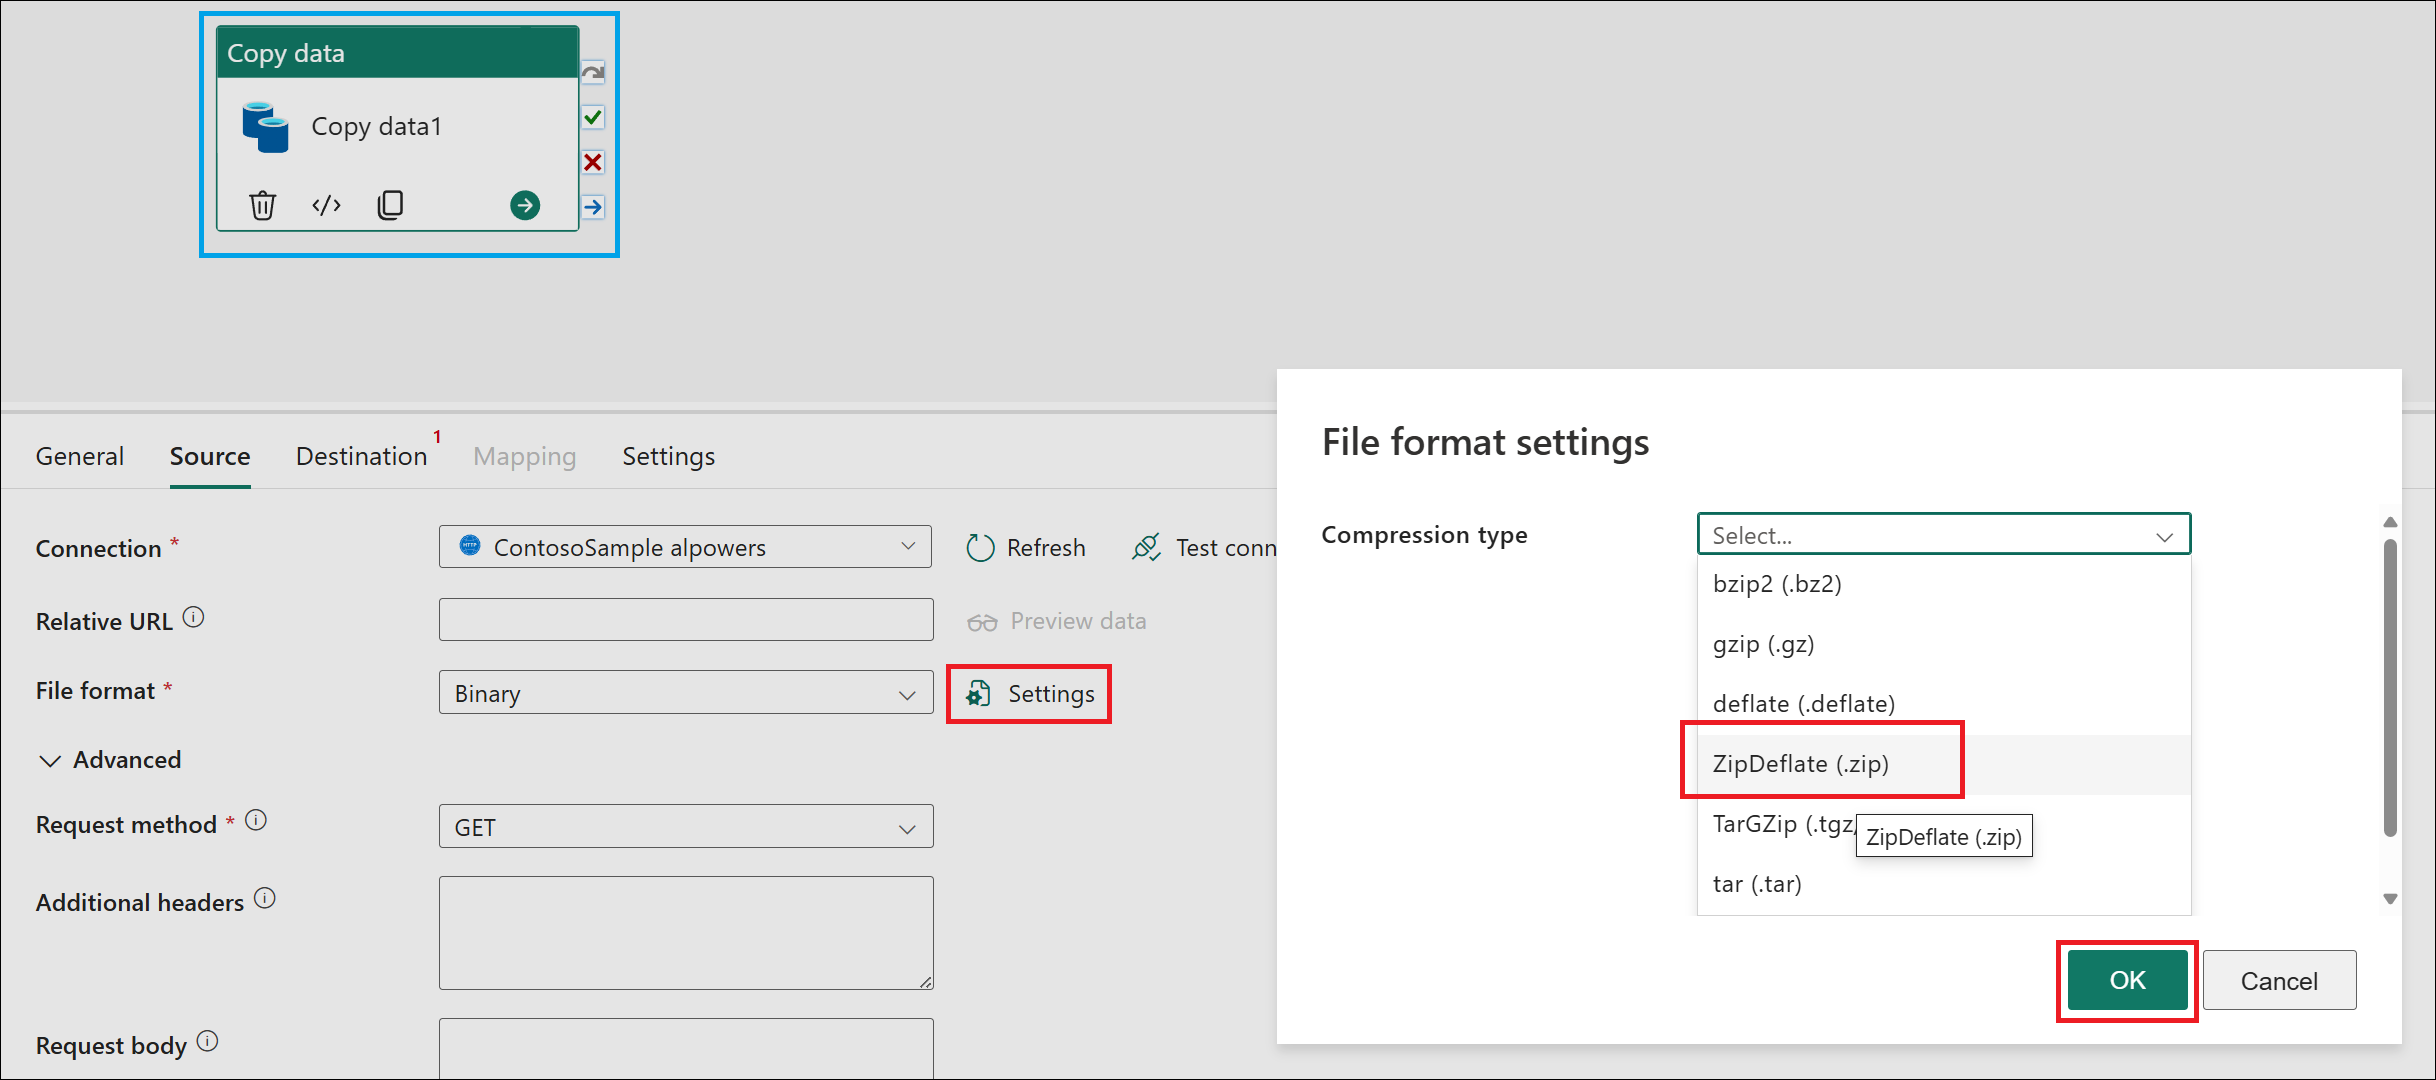 Copy data
Copy data1
</>
General
Source
Destination 1
Mapping
Settings
Connection *
HTTP
ContosoSample alpowers
Refresh
Test conn
Relative URL
Preview data
File format *
Binary
Settings
Advanced
Request method *
GET
Additional headers
Request body
File format settings
Compression type
Select...
bzip2 (.bz2)
gzip (.gz)
deflate (.deflate)
ZipDeflate (.zip)
TarGZip (.tgz/
ZipDeflate (.zip)
tar (.tar)
OK
Cancel